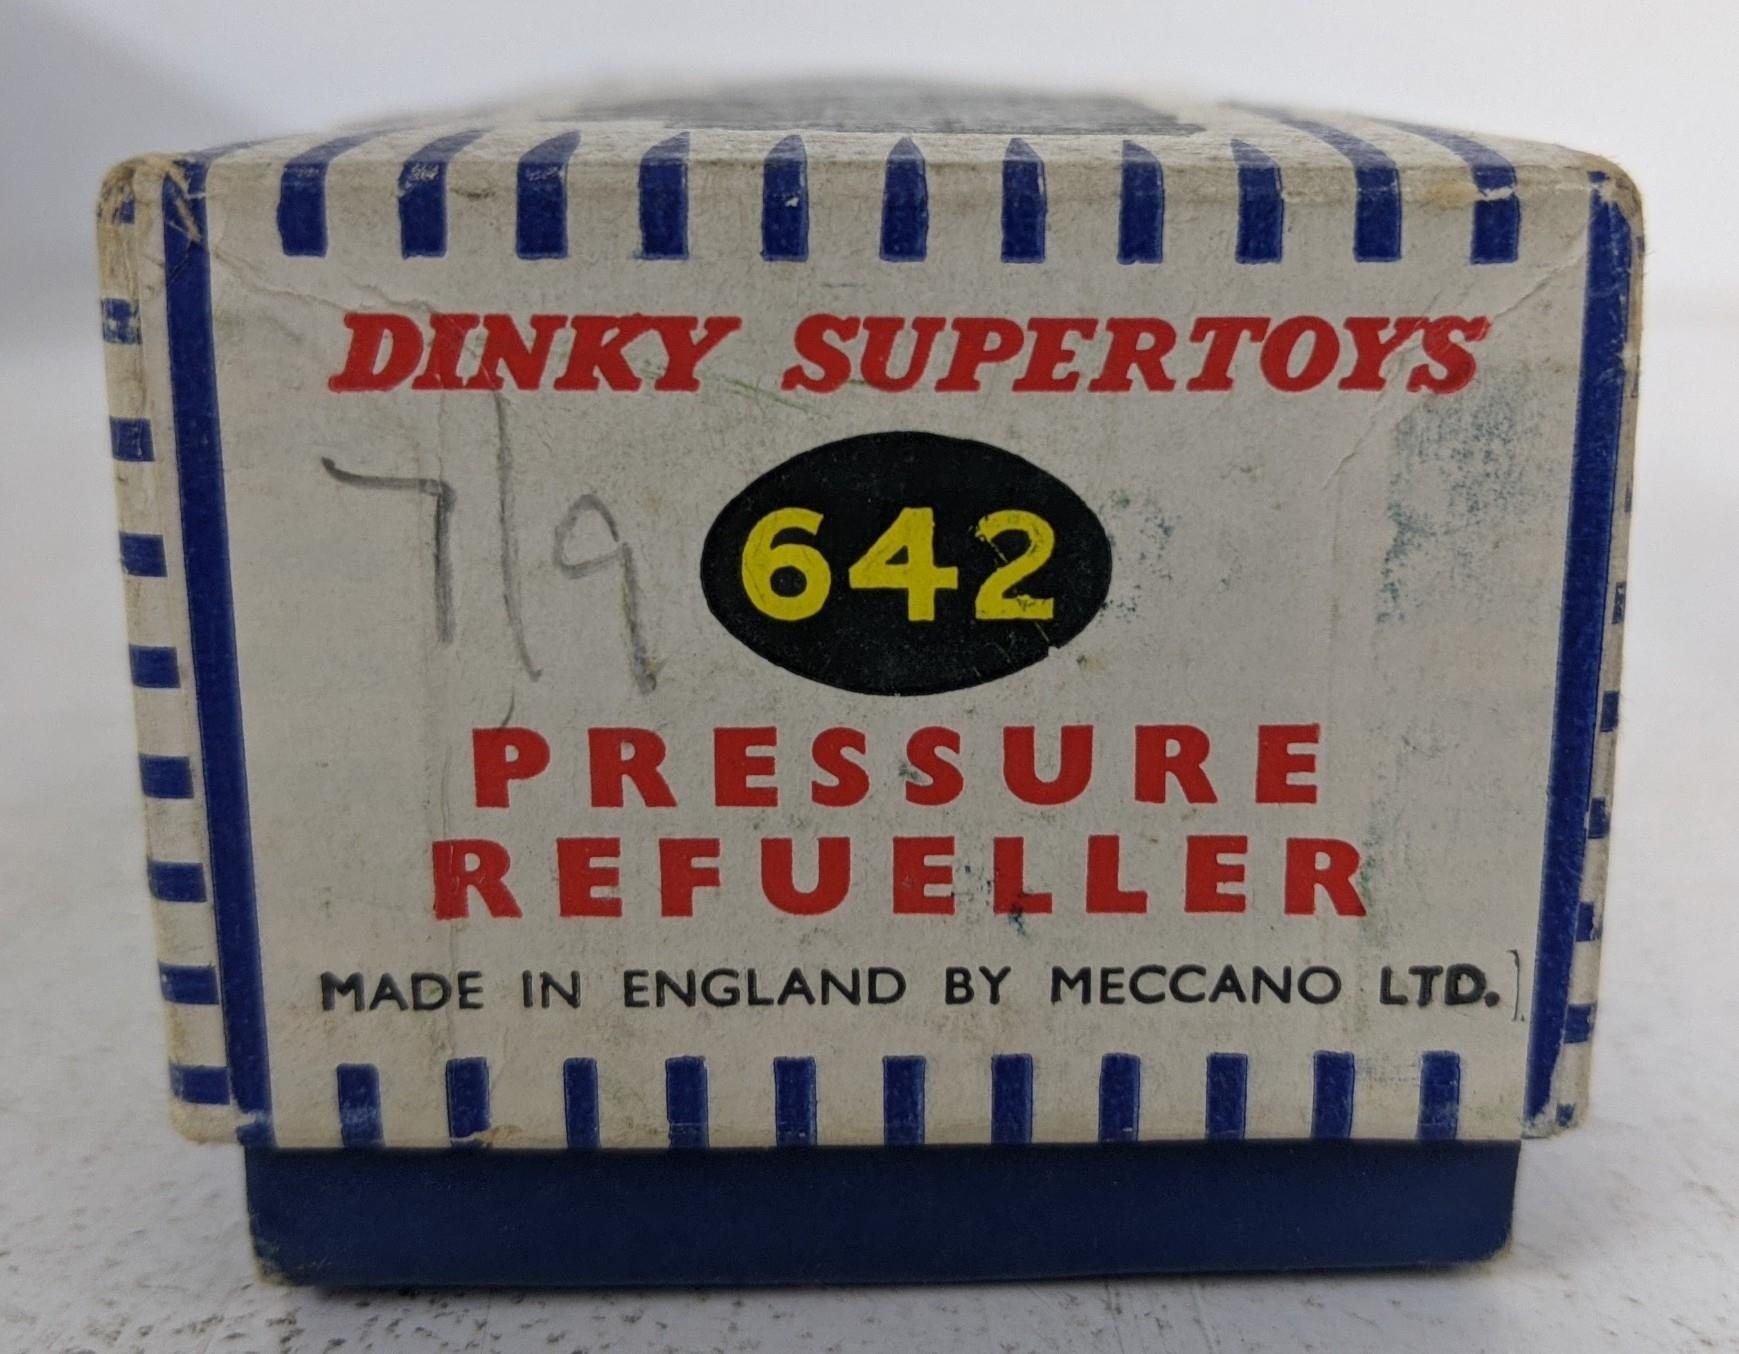 DINKY SUPERTOYS
7/9
642
PRESSURE
REFUELLER
MADE IN ENGLAND BY MECCANO LTD.